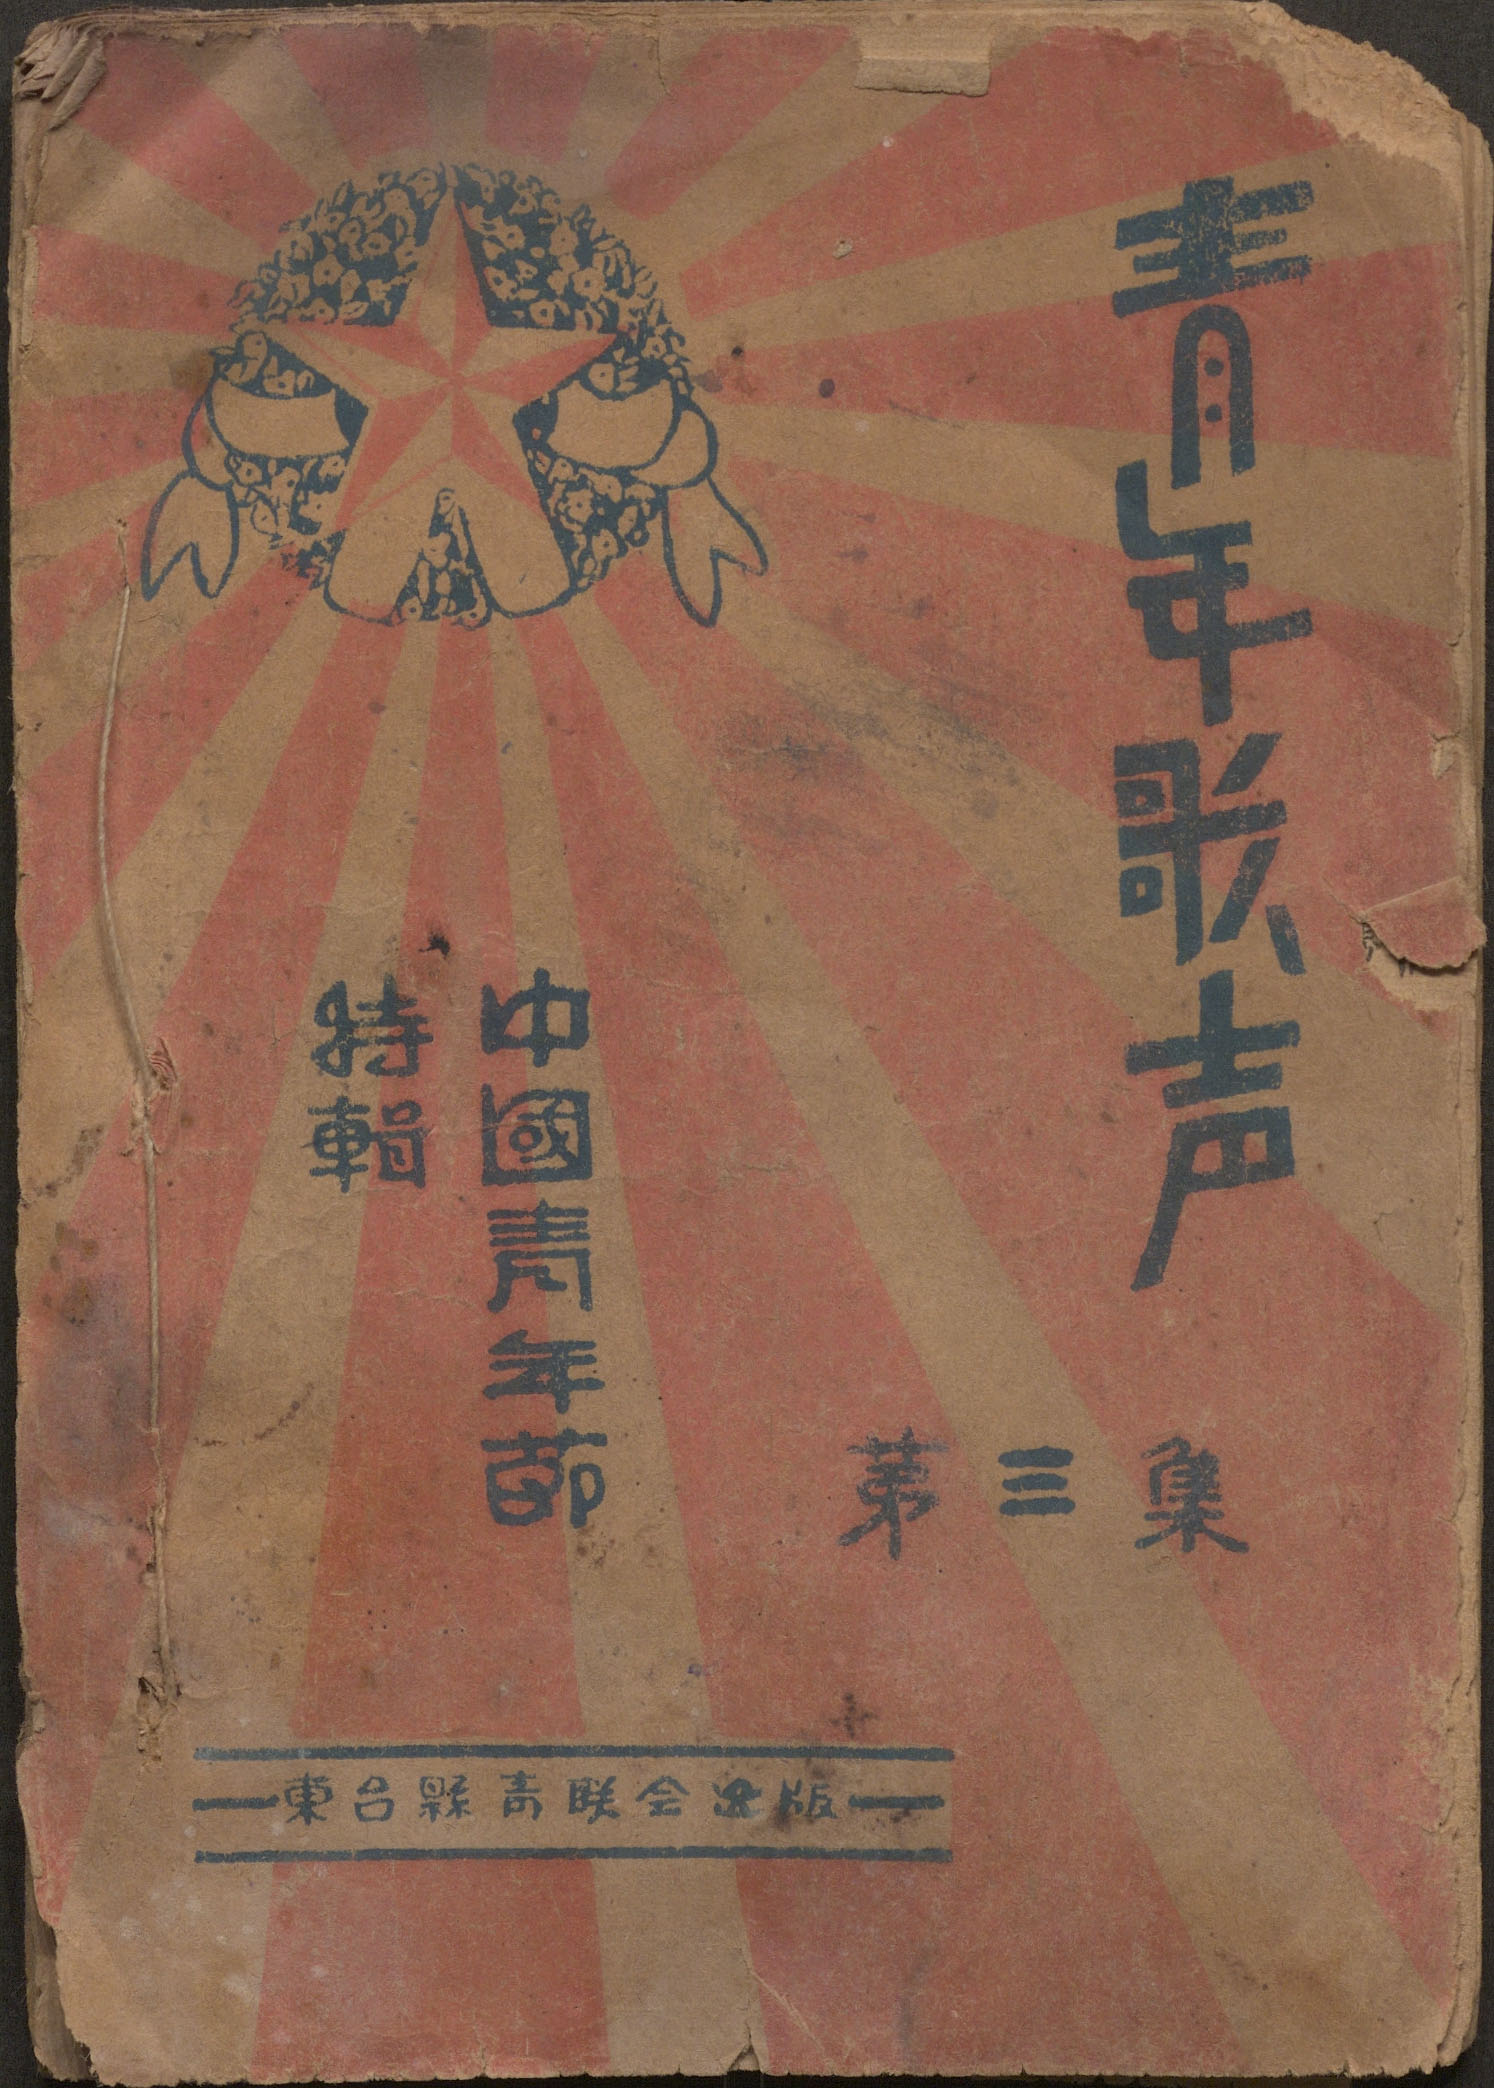 青年歌声
第三集
中國青年節
特輯
東台縣青联会出版